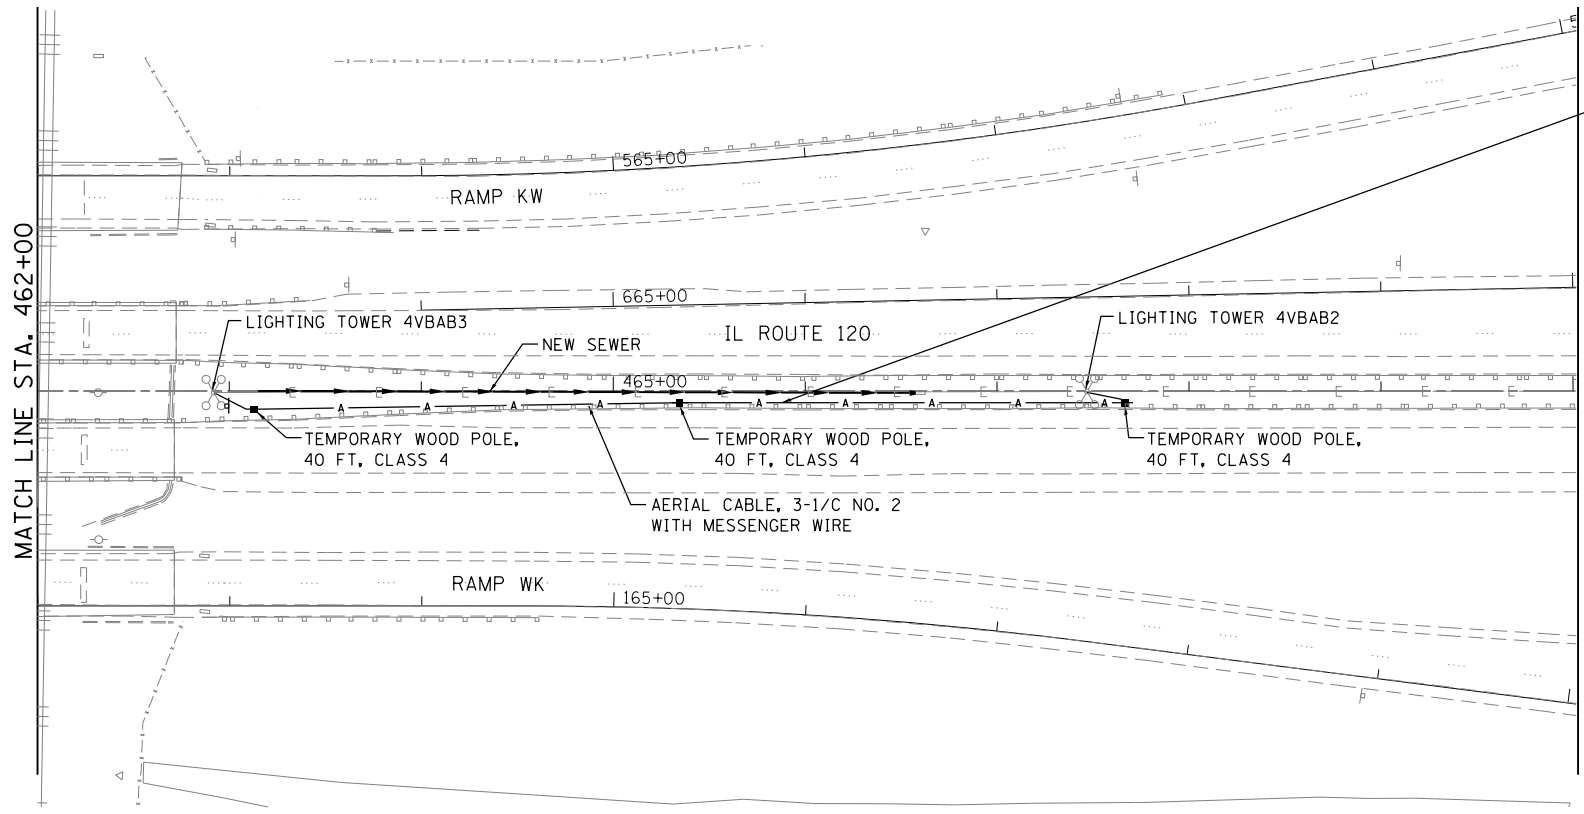 565+00
RAMP KW
MATCH LINE STA. 462+00
665+00
LIGHTING TOWER 4VBAB3
LIGHTING TOWER 4VBAB2
IL ROUTE 120
NEW SEWER
465+00
E E E E E E E E E E E E E E E
A A A A A A A A A
TEMPORARY WOOD POLE,
40 FT, CLASS 4
TEMPORARY WOOD POLE,
40 FT, CLASS 4
TEMPORARY WOOD POLE,
40 FT, CLASS 4
AERIAL CABLE, 3-1/C NO. 2
WITH MESSENGER WIRE
RAMP WK
165+00